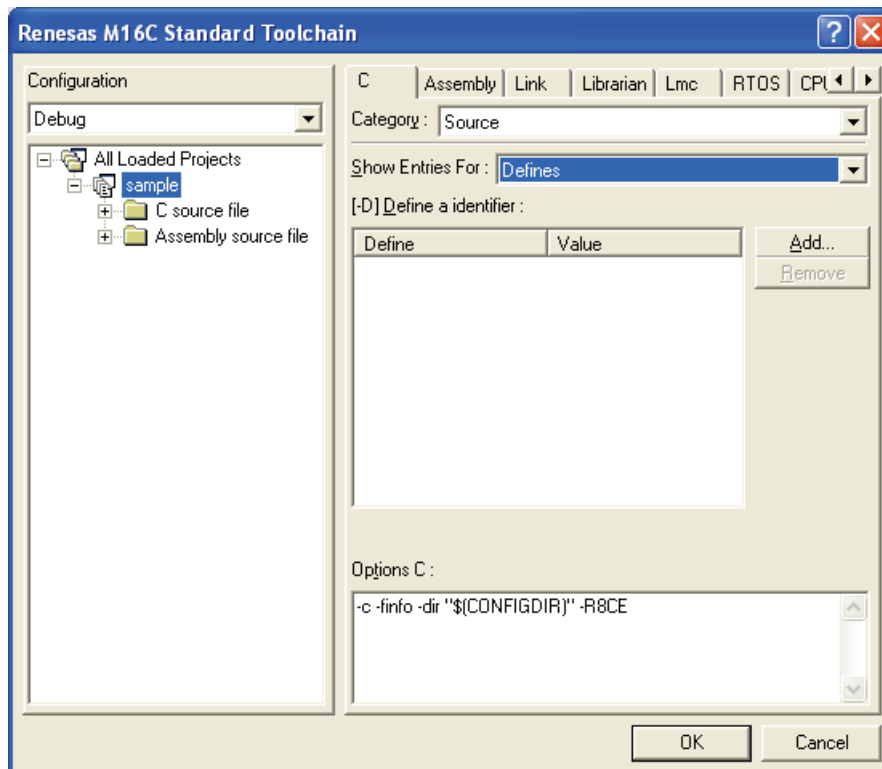 Renesas M16C Standard Toolchain
Configuration
Debug
All Loaded Projects
sample
C source file
Assembly source file
C Assembly Link Librarian Lmc RTOS
Category : Source
Show Entries For : Defines
[-D] Define a identifier :
Define Value
Add...
Remove
Options C :
-c -finfo -dir "$(CONFIGDIR)" -R8CE
OK Cancel